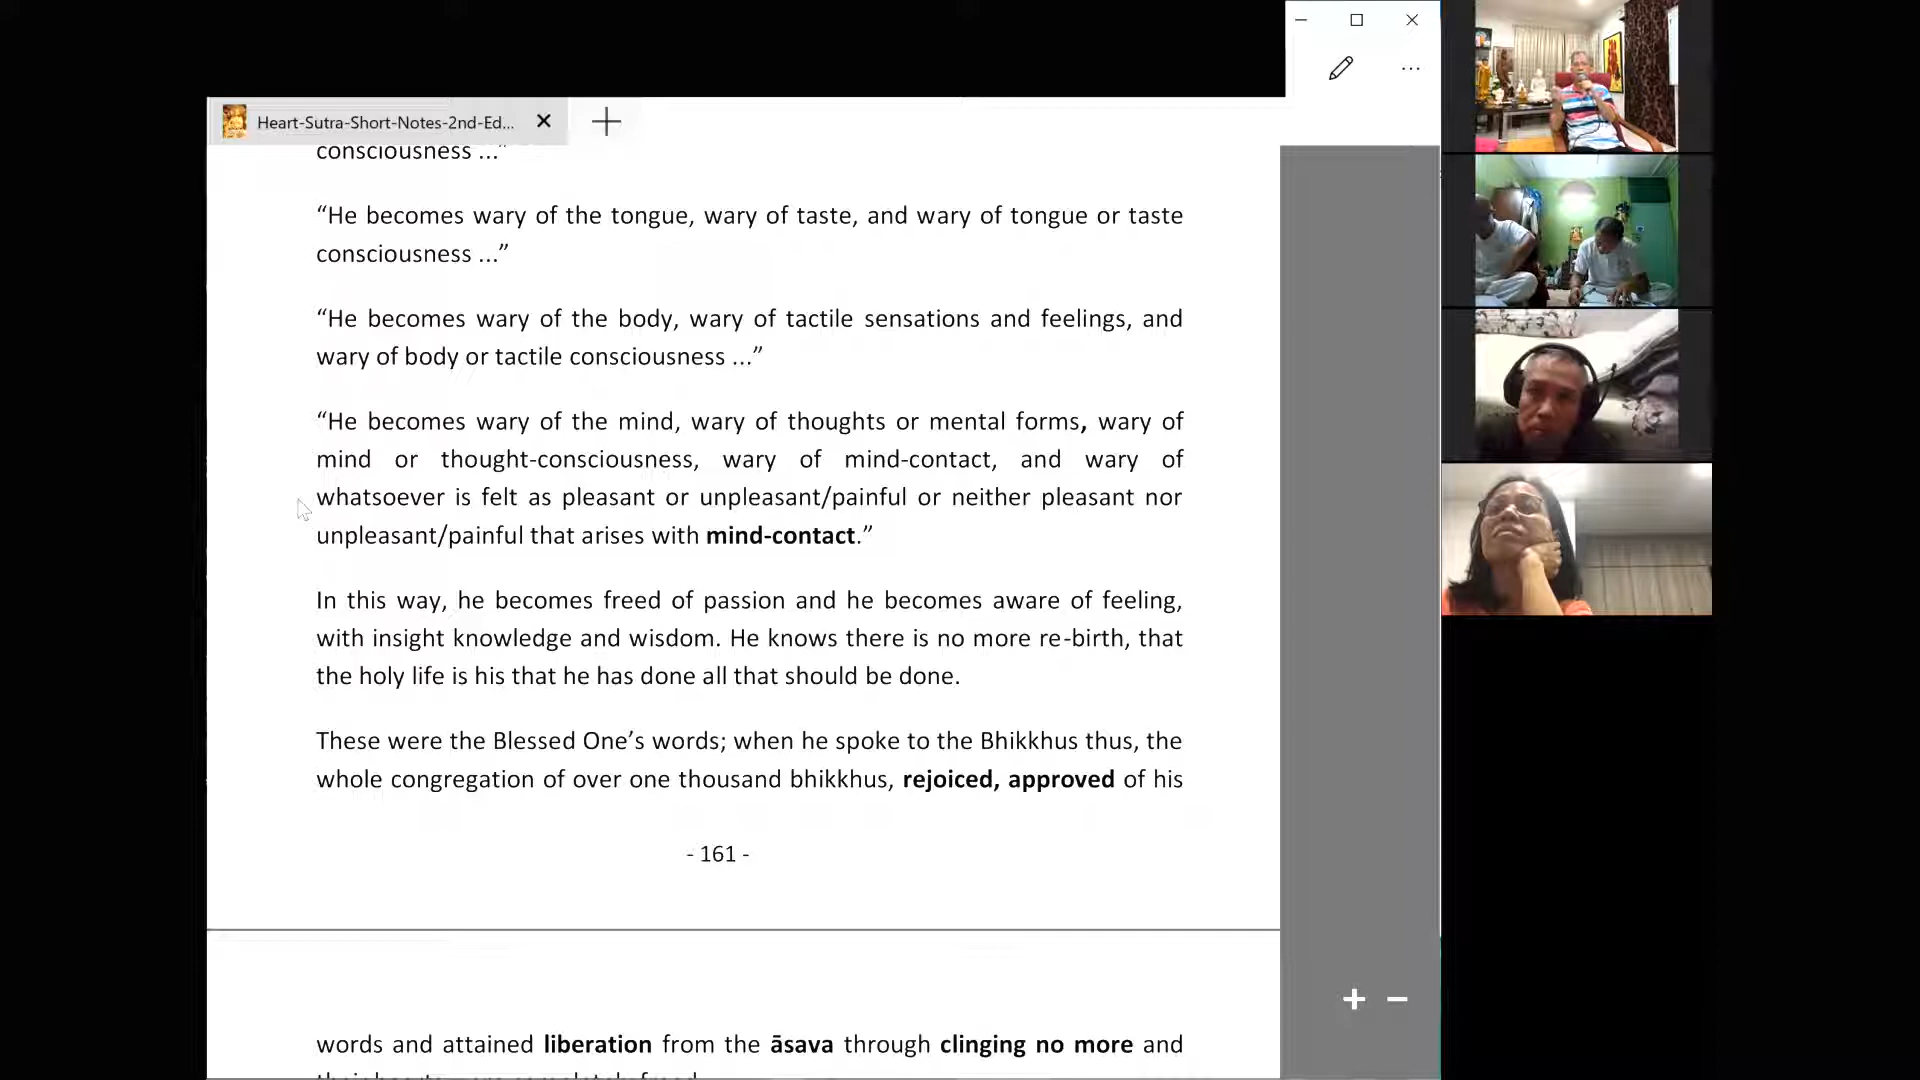 Heart-Sutra-Short-Notes-2nd-Ed...
consciousness ...”
“He becomes wary of the tongue, wary of taste, and wary of tongue or taste
consciousness ...”
“He becomes wary of the body, wary of tactile sensations and feelings, and
wary of body or tactile consciousness ...”
“He becomes wary of the mind, wary of thoughts or mental forms, wary of
mind or thought-consciousness, wary of mind-contact, and wary of
whatsoever is felt as pleasant or unpleasant/painful or neither pleasant nor
unpleasant/painful that arises with mind-contact.”
In this way, he becomes freed of passion and he becomes aware of feeling,
with insight knowledge and wisdom. He knows there is no more re-birth, that
the holy life is his that he has done all that should be done.
These were the Blessed One’s words; when he spoke to the Bhikkhus thus, the
whole congregation of over one thousand bhikkhus, rejoiced, approved of his
- 161 -
words and attained liberation from the āsava through clinging no more and